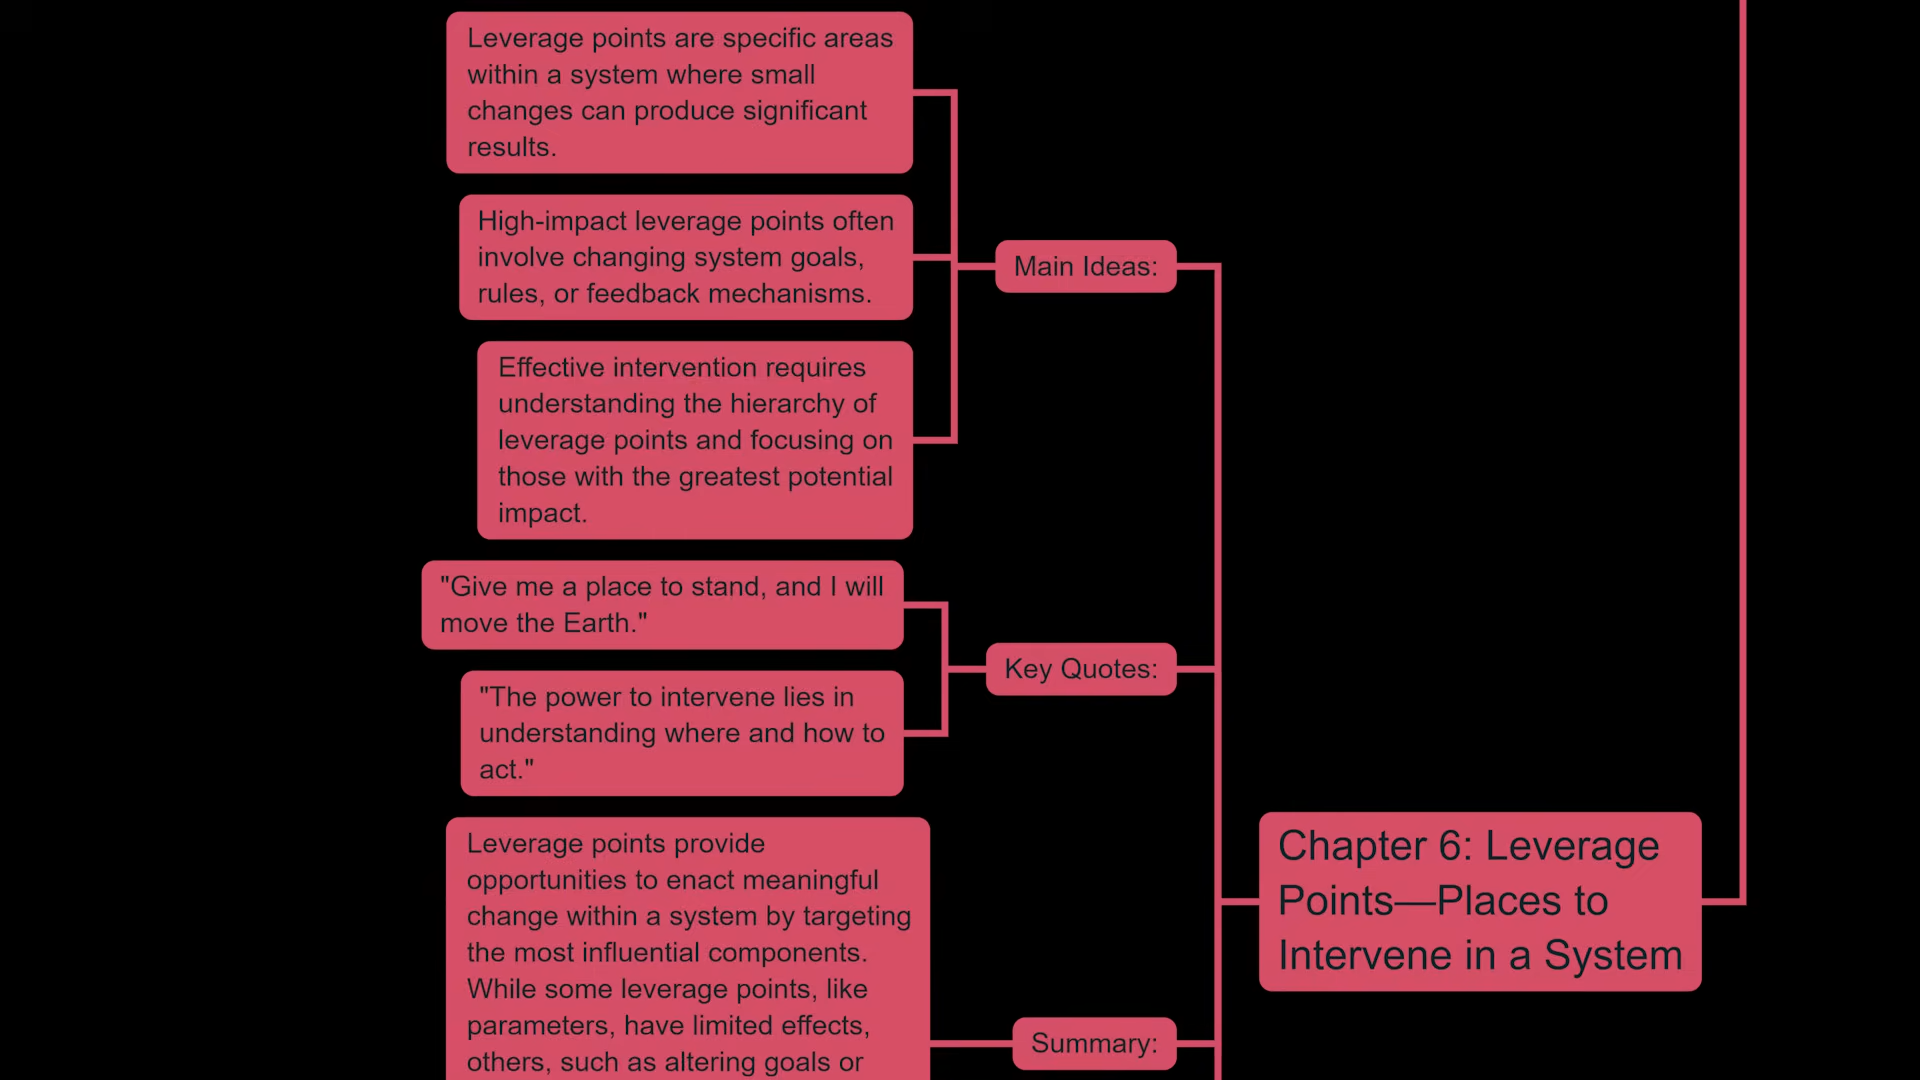 Leverage points are specific areas
within a system where small
changes can produce significant
results.
High-impact leverage points often
involve changing system goals,
rules, or feedback mechanisms.
Effective intervention requires
understanding the hierarchy of
leverage points and focusing on
those with the greatest potential
impact.
Main Ideas:
"Give me a place to stand, and I will
move the Earth."
"The power to intervene lies in
understanding where and how to
act."
Key Quotes:
Leverage points provide
opportunities to enact meaningful
change within a system by targeting
the most influential components.
While some leverage points, like
parameters, have limited effects,
others, such as altering goals or
Summary:
Chapter 6: Leverage
Points—Places to
Intervene in a System